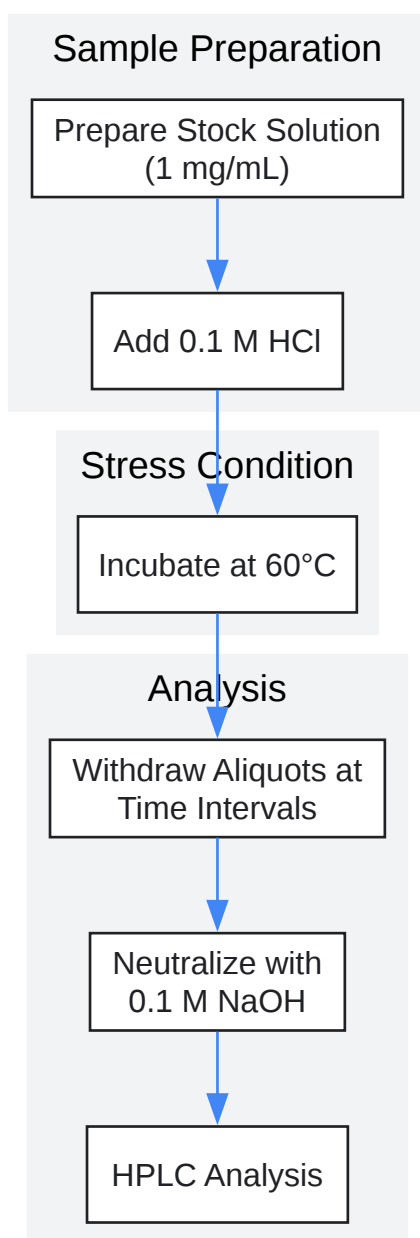 Sample Preparation
Prepare Stock Solution
(1 mg/mL)
Add 0.1 M HCl
Stress Condition
Incubate at 60°C
Analysis
Withdraw Aliquots at
Time Intervals
Neutralize with
0.1 M NaOH
HPLC Analysis